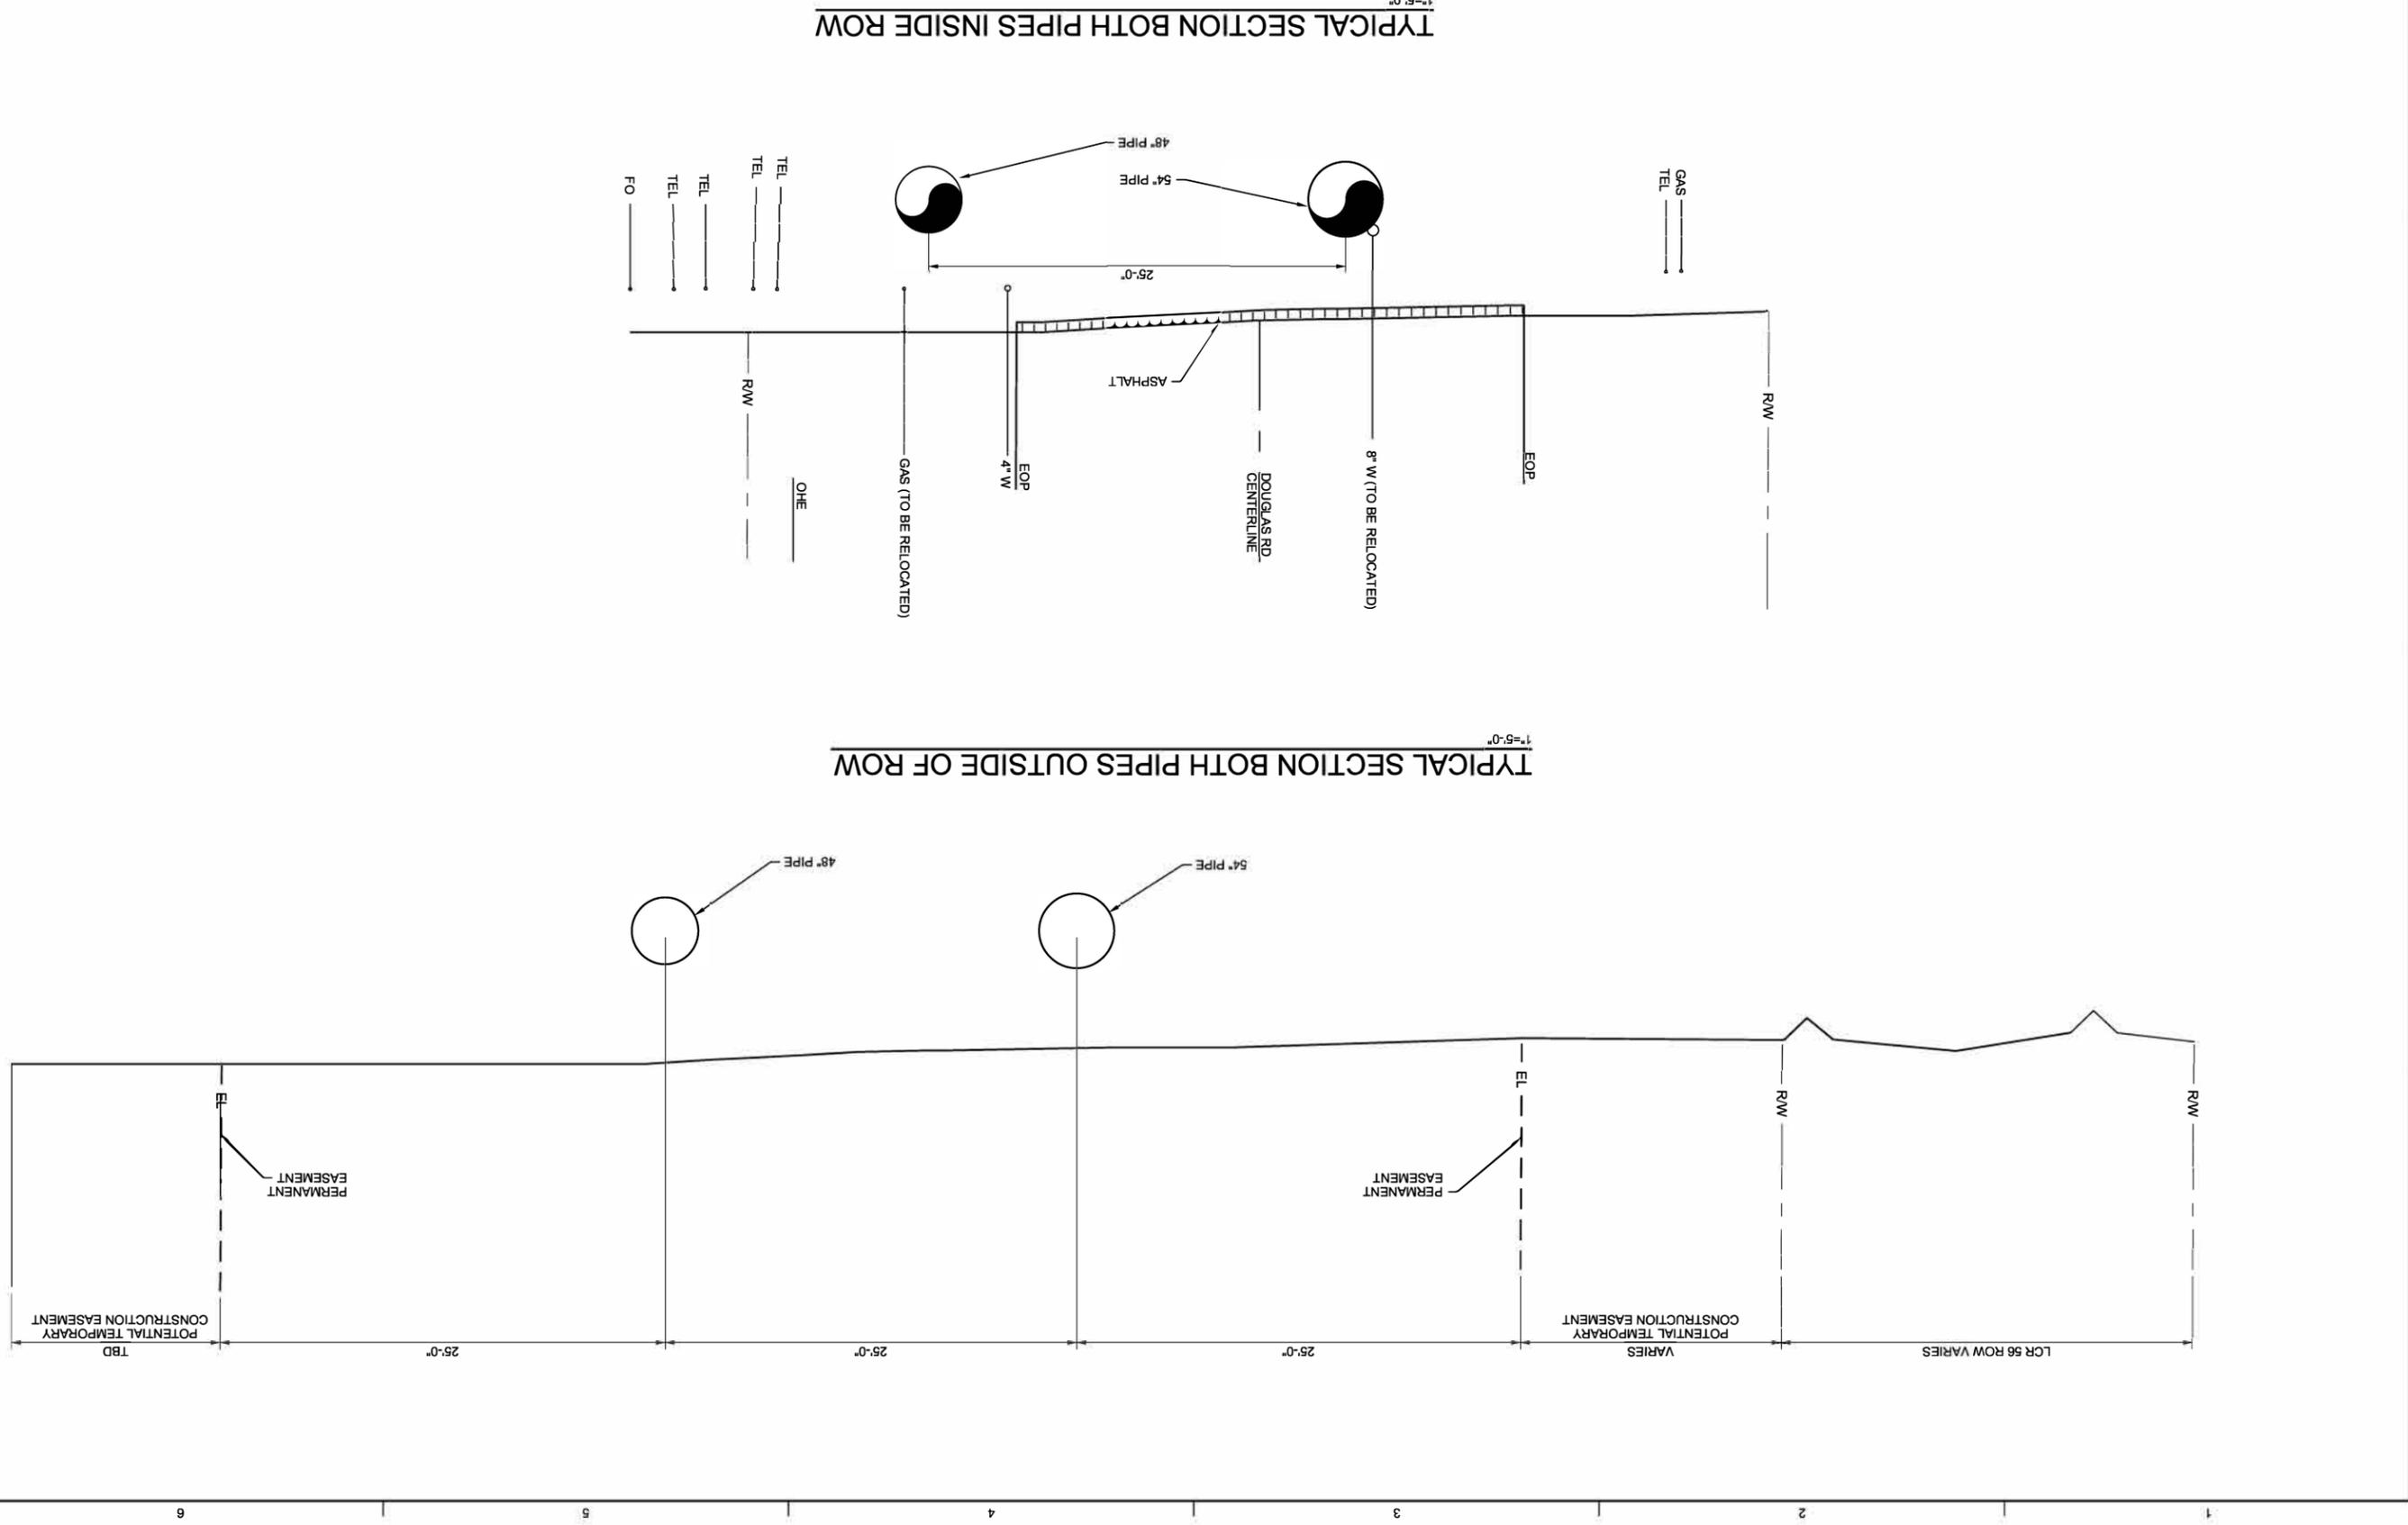 1
2
3
4
5
6
LCR 56 ROW VARIES
VARIES
POTENTIAL TEMPORARY
CONSTRUCTION EASEMENT
25'-0"
25'-0"
25'-0"
TBD
POTENTIAL TEMPORARY
CONSTRUCTION EASEMENT
PERMANENT
EASEMENT
PERMANENT
EASEMENT
R/W
R/W
EL
EL
54" PIPE
48" PIPE
TYPICAL SECTION BOTH PIPES OUTSIDE OF ROW
1"=5'-0"
R/W
EOP
8" W (TO BE RELOCATED)
DOUGLAS RD
CENTERLINE
EOP
4" W
GAS (TO BE RELOCATED)
OHE
R/W
ASPHALT
25'-0"
GAS
TEL
54" PIPE
48" PIPE
TEL
TEL
TEL
TEL
FO
TYPICAL SECTION BOTH PIPES INSIDE ROW
1"=5'-0"